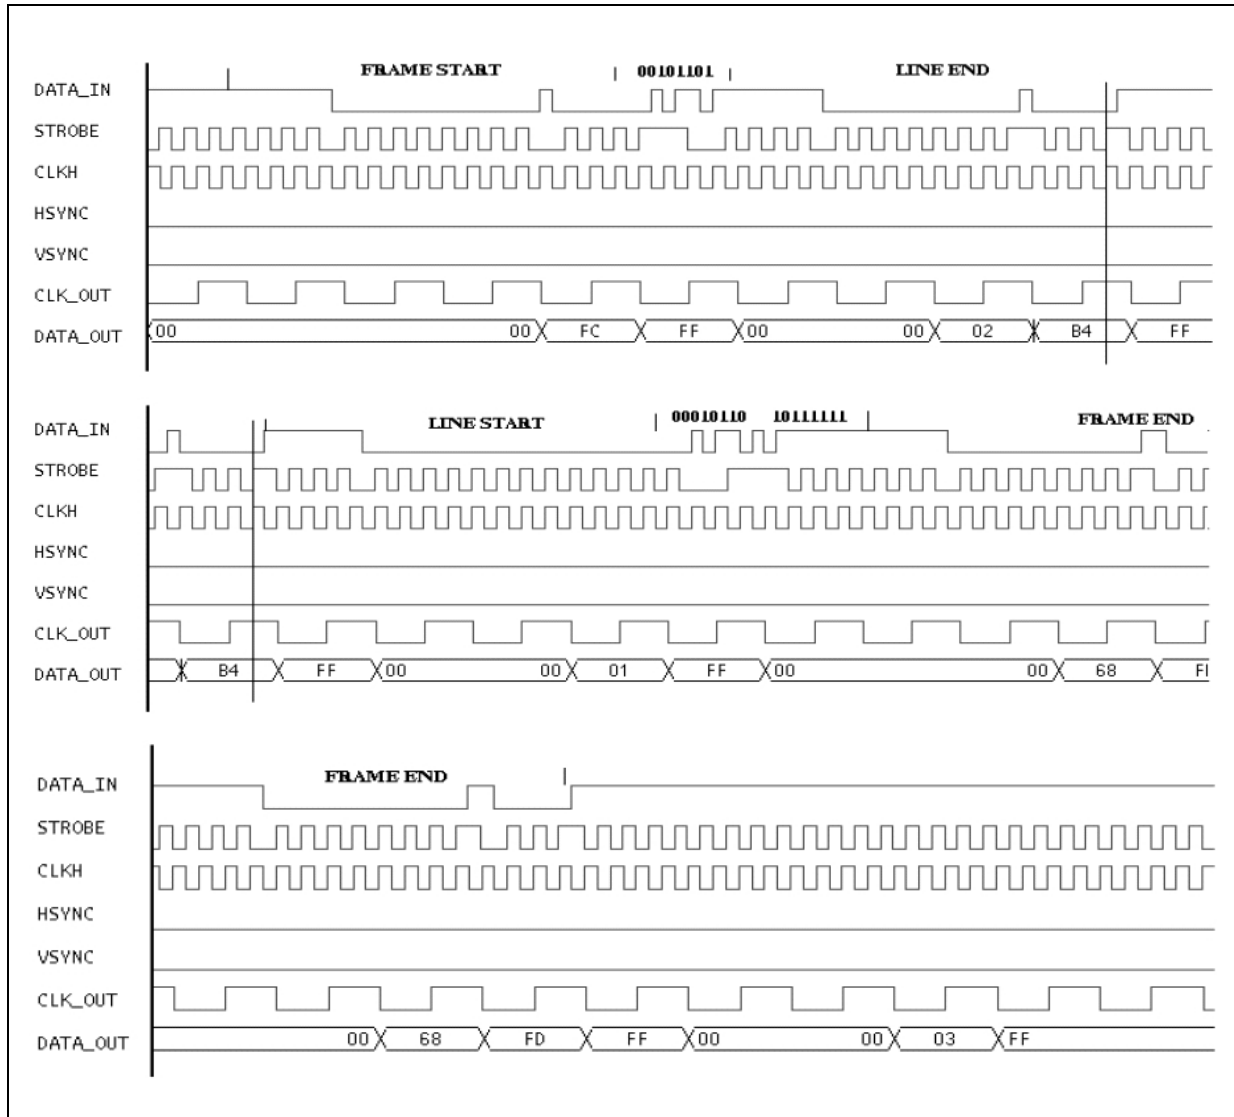 FRAME START 00101101 LINE END
DATA_IN
STROBE
CLKH
HSYNC
VSYNC
CLK_OUT
DATA_OUT 00 00 FC FF 00 00 02 B4 FF
LINE START 00010110 10111111 FRAME END
DATA_IN
STROBE
CLKH
HSYNC
VSYNC
CLK_OUT
DATA_OUT B4 FF 00 00 01 FF 00 00 68
FRAME END
DATA_IN
STROBE
CLKH
HSYNC
VSYNC
CLK_OUT
DATA_OUT 00 68 FD FF 00 00 03 FF